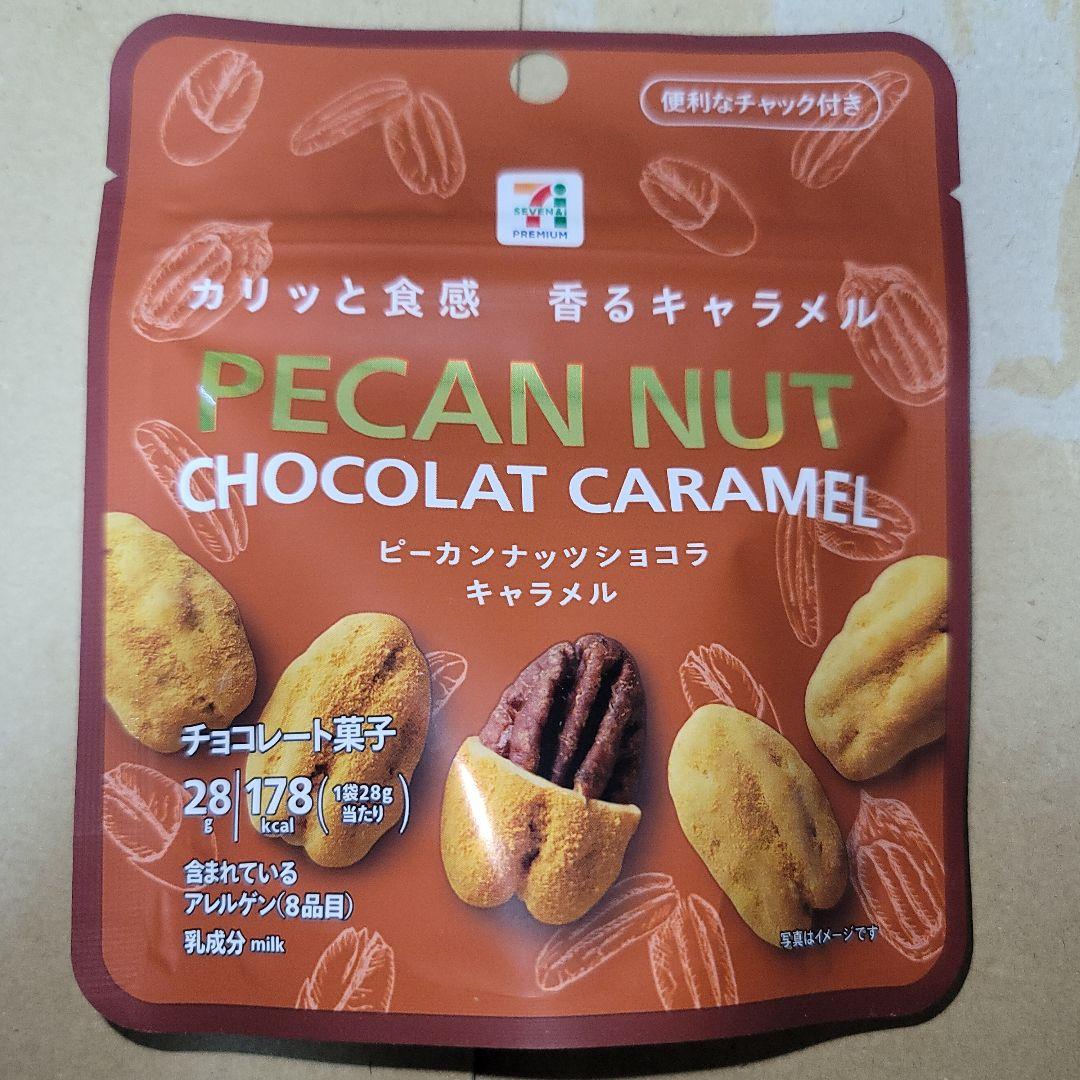 便利なチャック付き
SEVEN&i
PREMIUM
カリッと食感 香るキャラメル
PECAN NUT
CHOCOLAT CARAMEL
ピーカンナッツショコラ
キャラメル
チョコレート菓子
28g 178kcal (1袋28g当たり)
含まれている
アレルゲン(8品目)
乳成分 milk
写真はイメージです